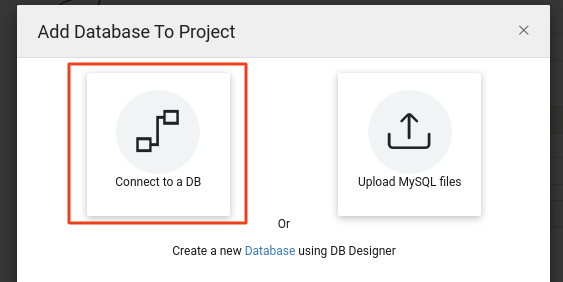 Add Database To Project
Connect to a DB
Upload MySQL files
Or
Create a new Database using DB Designer